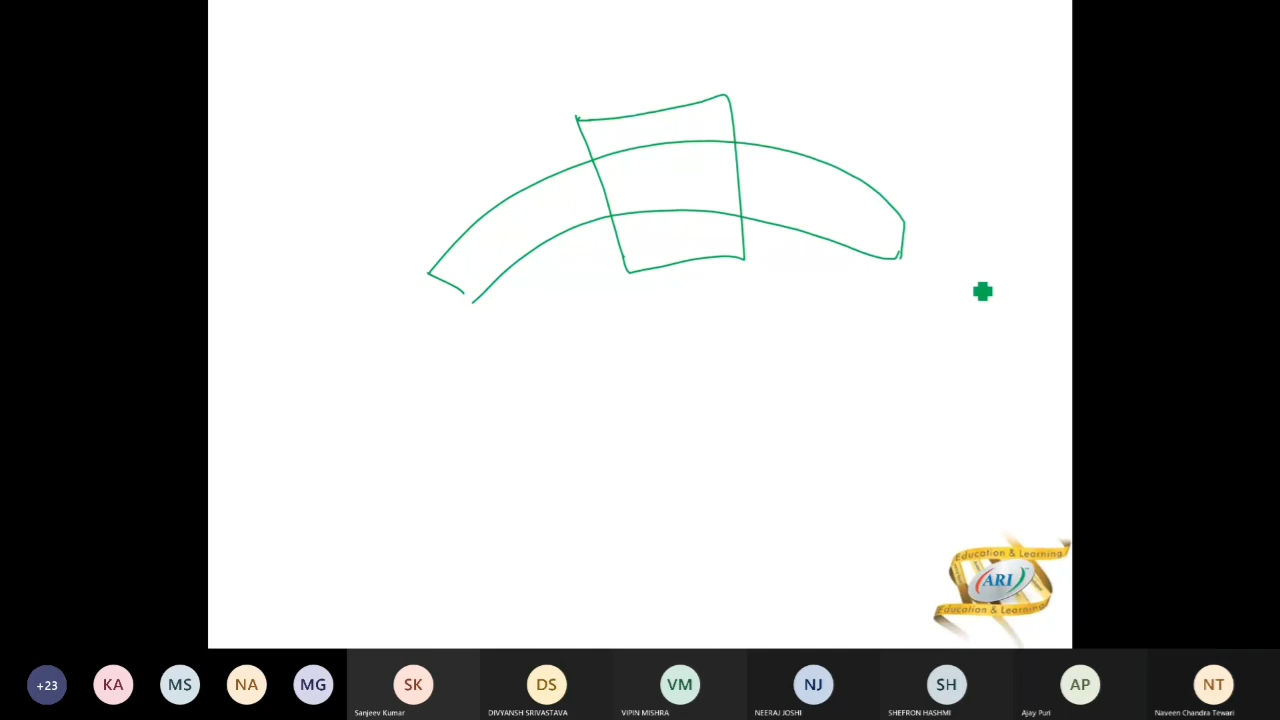 Education & Learning
ARI
Education & Learning
+23
KA
MS
NA
MG
SK
DS
VM
NJ
SH
AP
NT
Sanjeev Kumar
DIVYANSH SRIVASTAVA
VIPIN MISHRA
NEERAJ JOSHI
SHEFRON HASHMI
Ajay Puri
Naveen Chandra Tewari